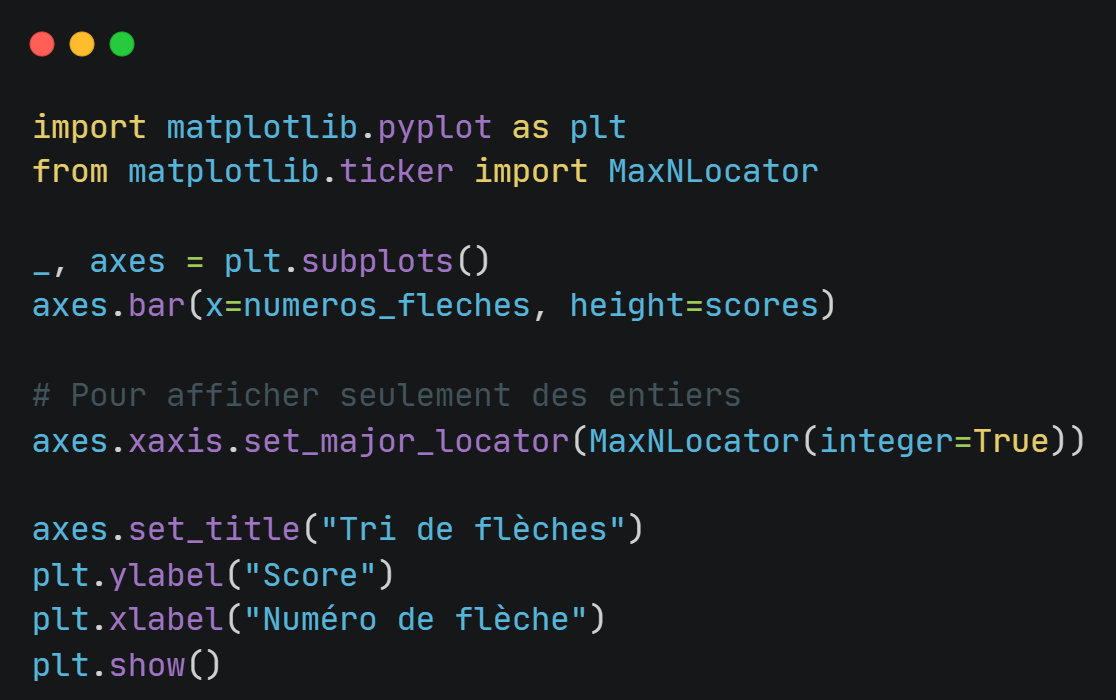 import matplotlib.pyplot as plt
from matplotlib.ticker import MaxNLocator
_, axes = plt.subplots()
axes.bar(x=numeros_fleches, height=scores)
# Pour afficher seulement des entiers
axes.xaxis.set_major_locator(MaxNLocator(integer=True))
axes.set_title("Tri de flèches")
plt.ylabel("Score")
plt.xlabel("Numéro de flèche")
plt.show()